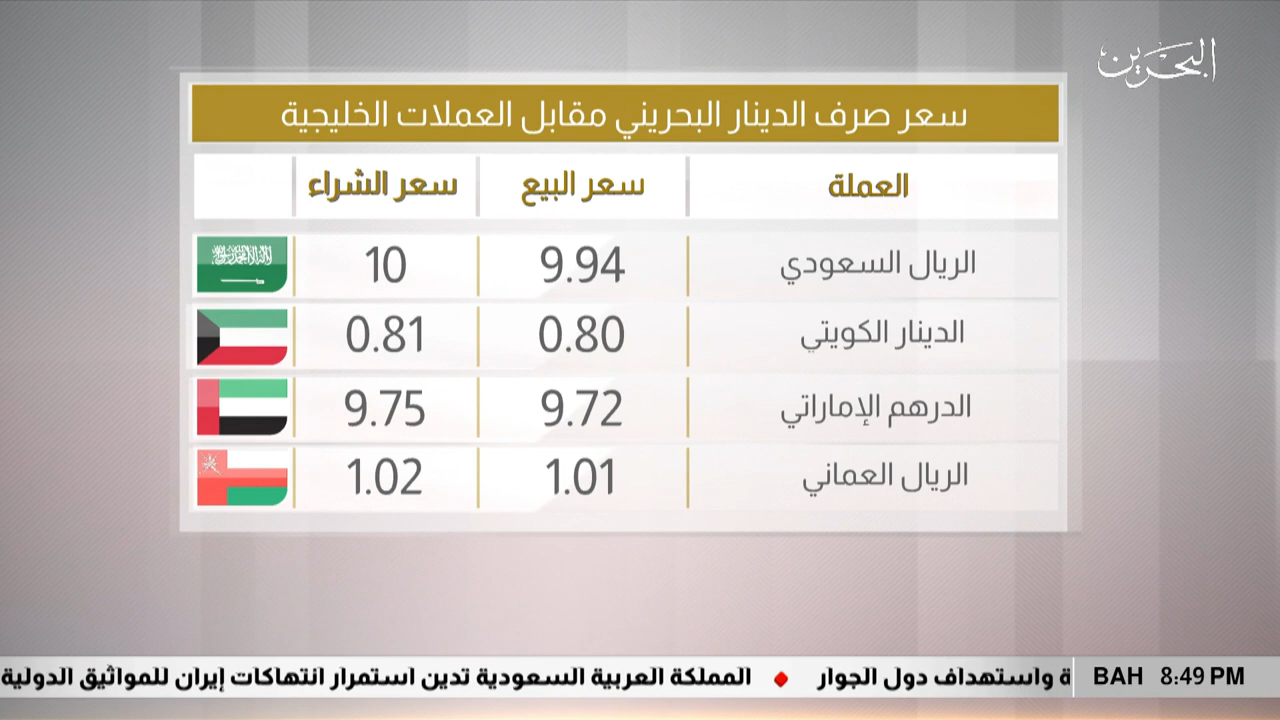 البحرين
سعر صرف الدينار البحريني مقابل العملات الخليجية
العملة سعر البيع سعر الشراء
الريال السعودي 9.94 10
الدينار الكويتي 0.80 0.81
الدرهم الإماراتي 9.72 9.75
الريال العماني 1.01 1.02
BAH 8:49 PM
ة واستهداف دول الجوار • المملكة العربية السعودية تدين استمرار انتهاكات إيران للمواثيق الدولية